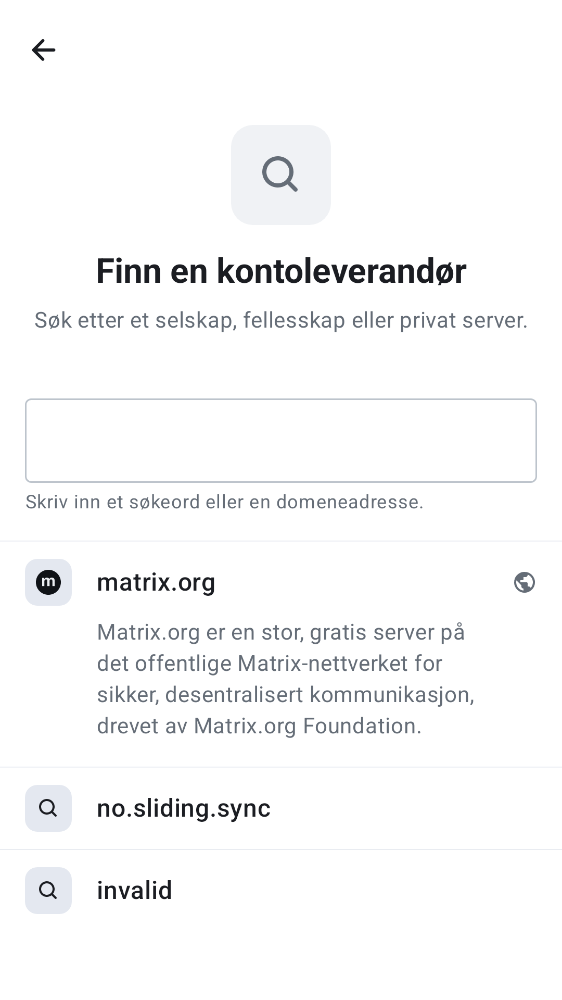 Finn en kontoleverandør
Søk etter et selskap, fellesskap eller privat server.
Skriv inn et søkeord eller en domeneadresse.
m
matrix.org
Matrix.org er en stor, gratis server på
det offentlige Matrix-nettverket for
sikker, desentralisert kommunikasjon,
drevet av Matrix.org Foundation.
no.sliding.sync
invalid